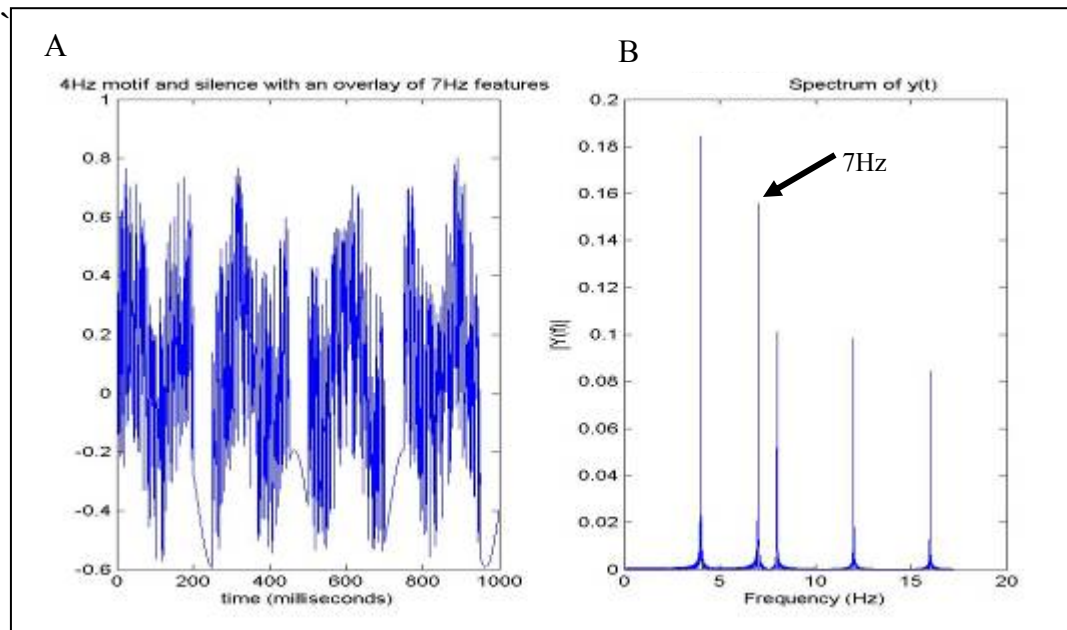 `
A
B
4Hz motif and silence with an overlay of 7Hz features
1
0.8
0.6
0.4
0.2
0
-0.2
-0.4
-0.6
0 200 400 600 800 1000
time (milliseconds)
Spectrum of y(t)
0.2
0.18
0.16
0.14
0.12
0.1
0.08
0.06
0.04
0.02
0
|Y(f)|
7Hz
0 5 10 15 20
Frequency (Hz)